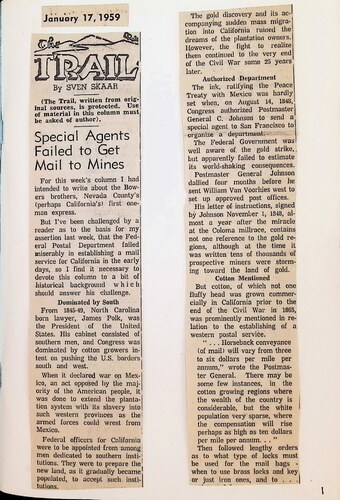 January 17, 1959
The
TRAIL
By SVEN SKAAR
(The Trail, written from orig-
inal sources, is protected. Use
of material in this column must
be asked of author).
Special Agents
Failed to Get
Mail to Mines
For this week's column I had
intended to write about the Bow-
ers brothers, Nevada County's
(perhaps California's) first one-
man express.
But I've been challenged by a
reader as to the basis for my
assertion last week, that the Fed-
eral Postal Department failed
miserably in establishing a mail
service for California in the early
days, so I find it necessary to
devote this column to a bit of
historical background which
should answer his challenge.
Dominated by South
From 1845-49, North Carolina
born lawyer, James Polk, was
the President of the United
States. His cabinet consisted of
southern men, and Congress was
dominated by cotton growers in-
tent on pushing the U.S. borders
south and west.
When it declared war on Mex-
ico, an act opposed by the maj-
ority of the American people, it
was done to extend the planta-
tion system with its slavery into
such western provinces as the
armed forces could wrest from
Mexico.
Federal officers for California
were to be appointed from among
men dedicated to southern insti-
tutions. They were to prepare the
new land, as it gradually became
populated, to accept such insti-
tutions.
The gold discovery and its ac-
companying sudden mass migra-
tion into California ruined the
dreams of the plantation owners.
However, the fight to realize
them continued to the very end
of the Civil War some 25 years
later.
Authorized Department
The ink, ratifying the Peace
Treaty with Mexico was hardly
set when, on August 14, 1848,
Congress authorized Postmaster
General C. Johnson to send a
special agent to San Francisco to
organize a department.
The Federal Government was
well aware of the gold strike,
but apparently failed to estimate
its world-shaking consequences.
Postmaster General Johnson
dallied four months before he
sent William Van Voorhies west to
set up approved post offices.
His letter of instructions, signed
by Johnson November 1, 1848, al-
most a year after the miracle
at the Coloma millrace, contains
not one reference to the gold re-
gions, although at the time it
was written tens of thousands of
prospective miners were storm-
ing toward the land of gold.
Cotton Mentioned
But cotton, of which not one
fluffy head was grown commer-
cially in California prior to the
end of the Civil War in 1865,
was prominently mentioned in re-
lation to the establishing of a
western postal service.
" . . . Horseback conveyance
(of mail) will vary from three
to six dollars per mile per
annum," wrote the Postmas-
ter General. There may be
some few instances, in the
cotton growing regions where
the wealth of the country is
considerable, but the white
population very sparse, where
the compensation will rise
perhaps as high as ten dollars
per mile per annum. . ."
Then followed lengthy orders
as to what type of locks must
be used for the mail bags -
when to use brass locks and key
or just iron ones, and to
1